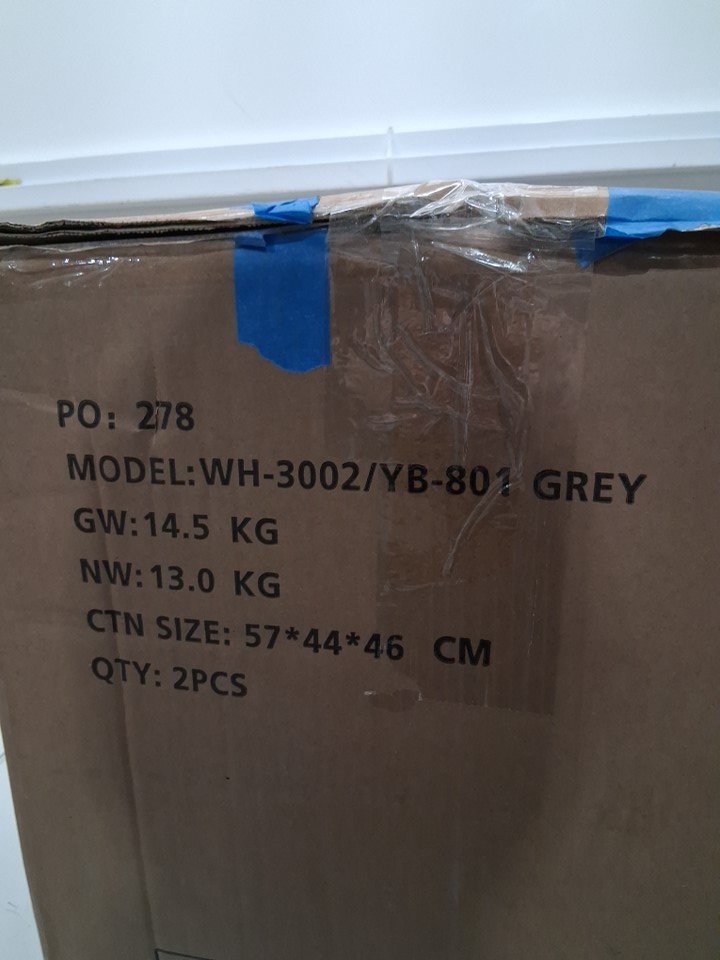 PO: 278
MODEL:WH-3002/YB-801 GREY
GW:14.5 KG
NW:13.0 KG
CTN SIZE: 57*44*46 CM
QTY: 2PCS